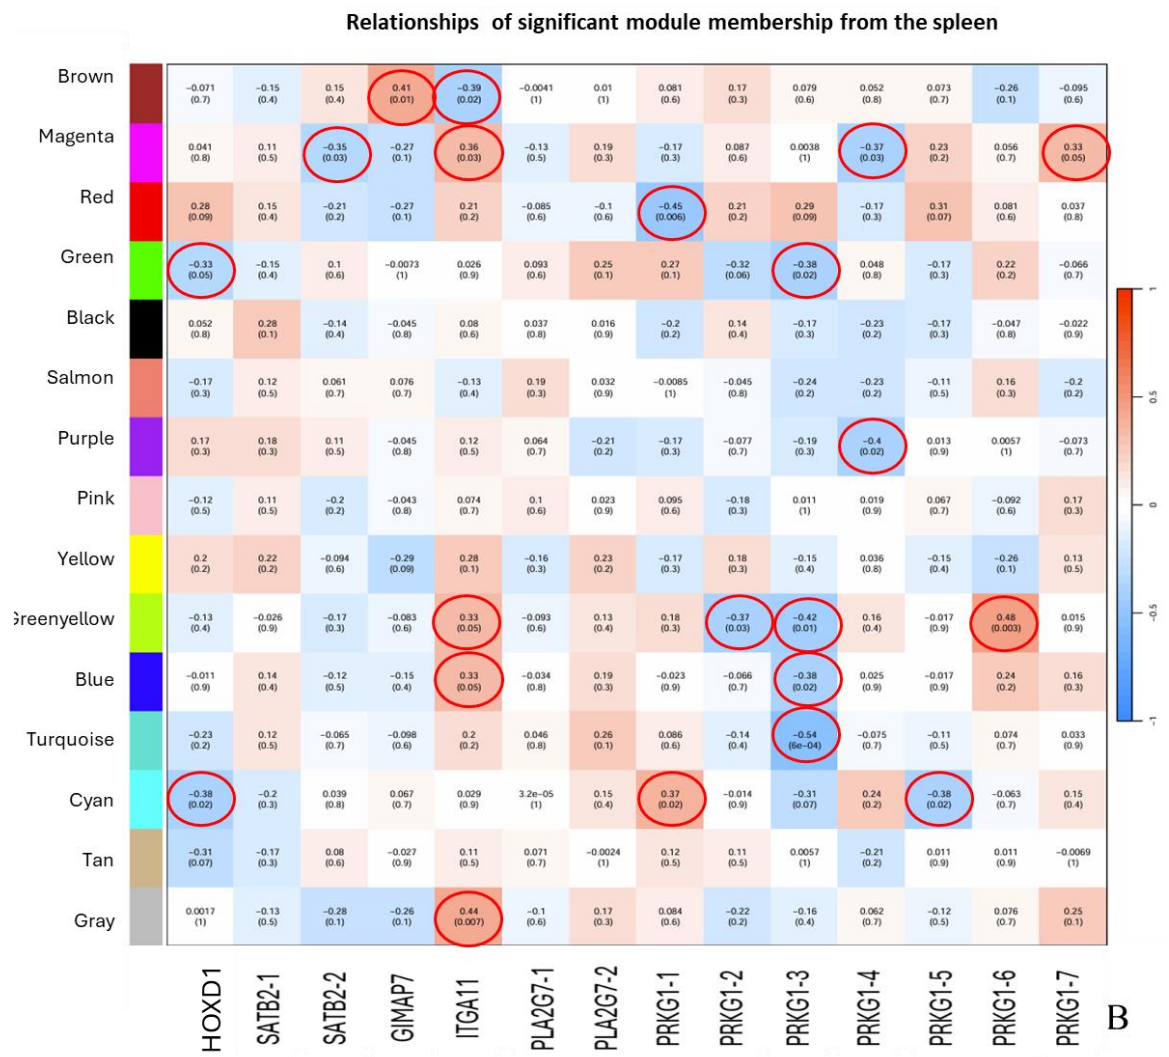 Relationships of significant module membership from the spleen
Brown
−0.071 −0.15 0.15 0.41 −0.39 −0.0041 0.01 0.081 0.17 0.079 0.052 0.073 −0.26 −0.095
(0.7) (0.4) (0.4) (0.01) (0.02) (1) (1) (0.6) (0.3) (0.6) (0.8) (0.7) (0.1) (0.6)
Magenta
0.041 0.11 −0.35 −0.27 0.36 −0.13 0.19 −0.17 0.087 0.0038 −0.37 0.23 0.056 0.33
(0.8) (0.5) (0.03) (0.1) (0.03) (0.5) (0.3) (0.3) (0.6) (1) (0.03) (0.2) (0.7) (0.05)
Red
0.28 0.15 −0.21 −0.27 0.21 −0.085 −0.1 −0.45 0.21 0.29 −0.17 0.31 0.081 0.037
(0.09) (0.4) (0.2) (0.1) (0.2) (0.6) (0.6) (0.006) (0.2) (0.09) (0.3) (0.07) (0.6) (0.8)
Green
−0.33 −0.15 0.1 −0.0073 0.026 0.093 0.25 0.27 −0.32 −0.38 0.048 −0.17 0.22 −0.066
(0.05) (0.4) (0.6) (1) (0.9) (0.6) (0.1) (0.1) (0.06) (0.02) (0.8) (0.3) (0.2) (0.7)
Black
0.052 0.28 −0.14 −0.045 0.08 0.037 0.016 −0.2 0.14 −0.17 −0.23 −0.17 −0.047 −0.022
(0.8) (0.1) (0.4) (0.8) (0.6) (0.8) (0.9) (0.2) (0.4) (0.3) (0.2) (0.3) (0.8) (0.9)
Salmon
−0.17 0.12 0.061 0.076 −0.13 0.19 0.032 −0.0085 −0.045 −0.24 −0.23 −0.11 0.16 −0.2
(0.3) (0.5) (0.7) (0.7) (0.4) (0.3) (0.9) (1) (0.8) (0.2) (0.2) (0.5) (0.3) (0.2)
Purple
0.17 0.18 0.11 −0.045 0.12 0.064 −0.21 −0.17 −0.077 −0.19 −0.4 0.013 0.0057 −0.073
(0.3) (0.3) (0.5) (0.8) (0.5) (0.7) (0.2) (0.3) (0.7) (0.3) (0.02) (0.9) (1) (0.7)
Pink
−0.12 0.11 −0.2 −0.043 0.074 0.1 0.023 0.095 −0.18 0.011 0.019 0.067 −0.092 0.17
(0.5) (0.5) (0.2) (0.8) (0.7) (0.6) (0.9) (0.6) (0.3) (1) (0.9) (0.7) (0.6) (0.3)
Yellow
0.2 0.22 −0.094 −0.29 0.28 −0.16 0.23 −0.17 0.18 −0.15 0.036 −0.15 −0.26 0.13
(0.2) (0.2) (0.6) (0.09) (0.1) (0.3) (0.2) (0.3) (0.3) (0.4) (0.8) (0.4) (0.1) (0.5)
Greenyellow
−0.13 −0.026 −0.17 −0.083 0.33 −0.093 0.13 0.18 −0.37 −0.42 0.16 −0.017 0.48 0.015
(0.4) (0.9) (0.3) (0.6) (0.05) (0.6) (0.4) (0.3) (0.03) (0.01) (0.4) (0.9) (0.003) (0.9)
Blue
−0.011 0.14 −0.12 −0.15 0.33 −0.034 0.19 −0.023 −0.066 −0.38 0.025 −0.017 0.24 0.16
(0.9) (0.4) (0.5) (0.4) (0.05) (0.8) (0.3) (0.9) (0.7) (0.02) (0.9) (0.9) (0.2) (0.3)
Turquoise
−0.23 0.12 −0.065 −0.098 0.2 0.046 0.26 0.086 −0.14 −0.54 −0.075 −0.11 0.074 0.033
(0.2) (0.5) (0.7) (0.6) (0.2) (0.8) (0.1) (0.6) (0.4) (6e−04) (0.7) (0.5) (0.7) (0.9)
Cyan
−0.38 −0.2 0.039 0.067 0.029 3.2e−05 0.15 0.37 −0.014 −0.31 0.24 −0.38 −0.063 0.15
(0.02) (0.3) (0.8) (0.7) (0.9) (1) (0.4) (0.02) (0.9) (0.07) (0.2) (0.02) (0.7) (0.4)
Tan
−0.31 −0.17 0.08 −0.027 0.11 0.071 −0.0024 0.12 0.11 0.0057 −0.21 0.011 0.011 −0.0069
(0.07) (0.3) (0.6) (0.9) (0.5) (0.7) (1) (0.5) (0.5) (1) (0.2) (0.9) (0.9) (1)
Gray
0.0017 −0.13 −0.28 −0.26 0.44 −0.1 0.17 0.084 −0.22 −0.16 0.062 −0.12 0.076 0.25
(1) (0.5) (0.1) (0.1) (0.007) (0.6) (0.3) (0.6) (0.2) (0.4) (0.7) (0.5) (0.7) (0.1)
HOXD1 SATB2-1 SATB2-2 GIMAP7 ITGA11 PLA2G7-1 PLA2G7-2 PRKG1-1 PRKG1-2 PRKG1-3 PRKG1-4 PRKG1-5 PRKG1-6 PRKG1-7
1
0.5
0
−0.5
−1
B